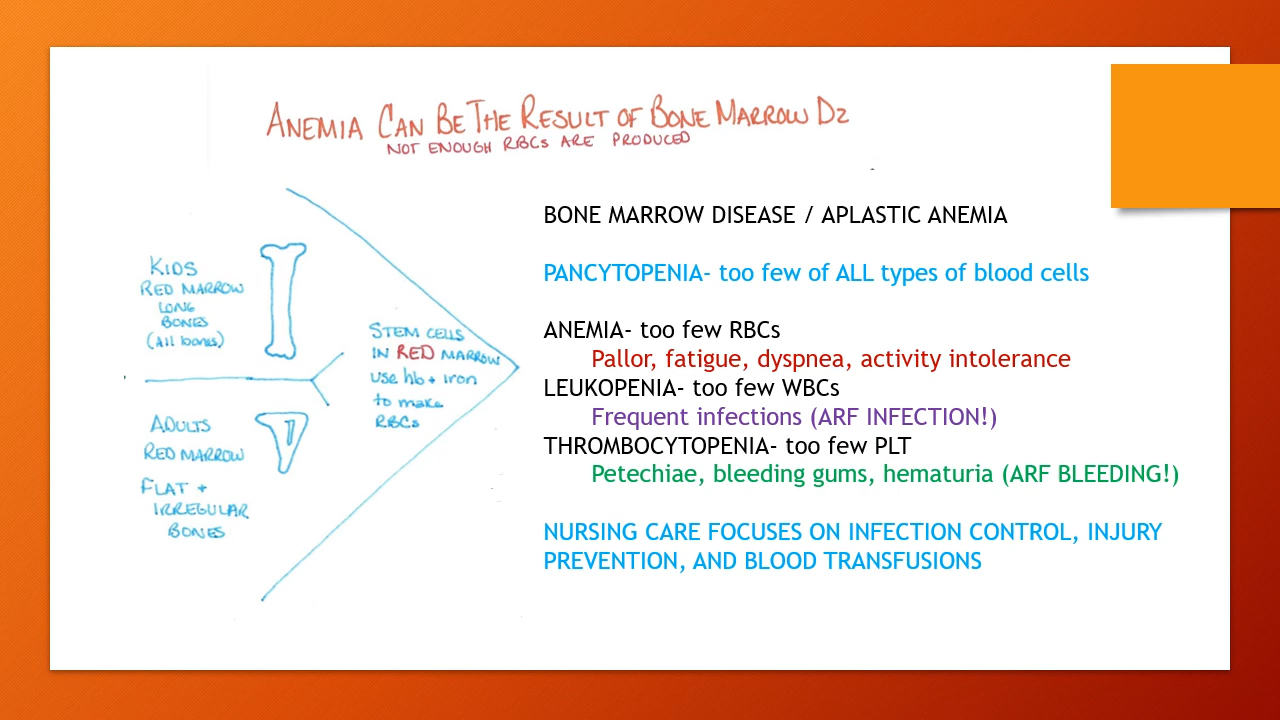 ANEMIA CAN BE THE RESULT OF BONE MARROW DZ
NOT ENOUGH RBCs ARE PRODUCED
KIDS
RED MARROW
LONG
BONES
(All bones)
ADULTS
RED MARROW
FLAT +
IRREGULAR
BONES
STEM CELLS
IN RED MARROW
use hb + iron
to make
RBCs
BONE MARROW DISEASE / APLASTIC ANEMIA
PANCYTOPENIA- too few of ALL types of blood cells
ANEMIA- too few RBCs
Pallor, fatigue, dyspnea, activity intolerance
LEUKOPENIA- too few WBCs
Frequent infections (ARF INFECTION!)
THROMBOCYTOPENIA- too few PLT
Petechiae, bleeding gums, hematuria (ARF BLEEDING!)
NURSING CARE FOCUSES ON INFECTION CONTROL, INJURY
PREVENTION, AND BLOOD TRANSFUSIONS